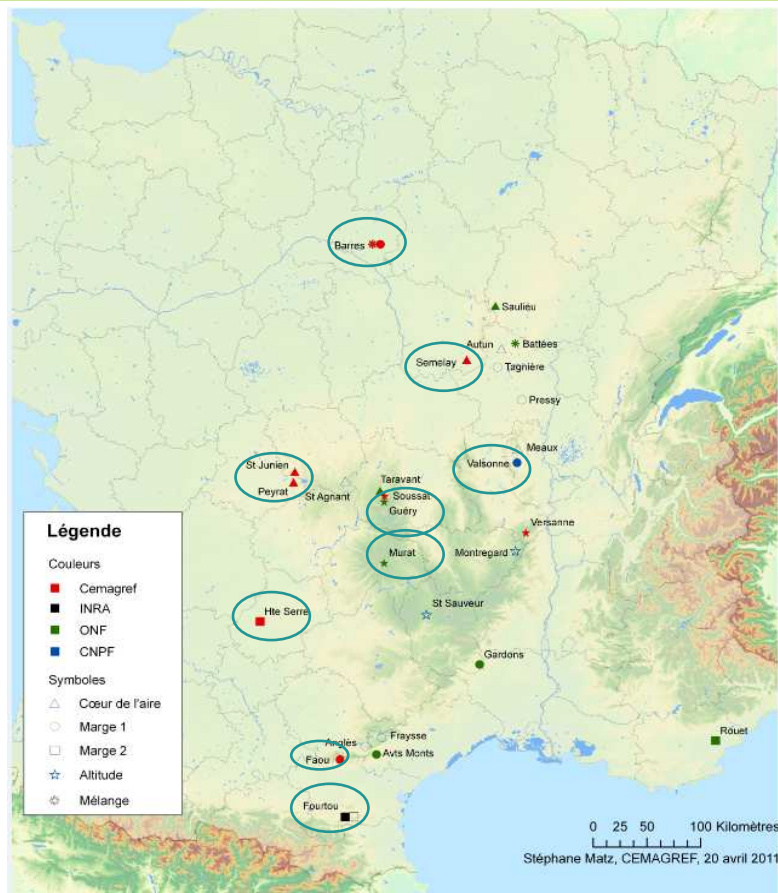 Barres
Saulieu
Autun
Battées
Semelay
Tagnière
Pressy
Meaux
Valsonne
St Junien
Peyrat
St Agnant
Taravant
Soussat
Guéry
Versanne
Murat
Montregard
Hte Serre
St Sauveur
Gardons
Fraysse
Anglès
Avts Monts
Faou
Rouet
Fourtou
Légende
Couleurs
Cemagref
INRA
ONF
CNPF
Symboles
Cœur de l'aire
Marge 1
Marge 2
Altitude
Mélange
0 25 50 100 Kilomètres
Stéphane Matz, CEMAGREF, 20 avril 2011